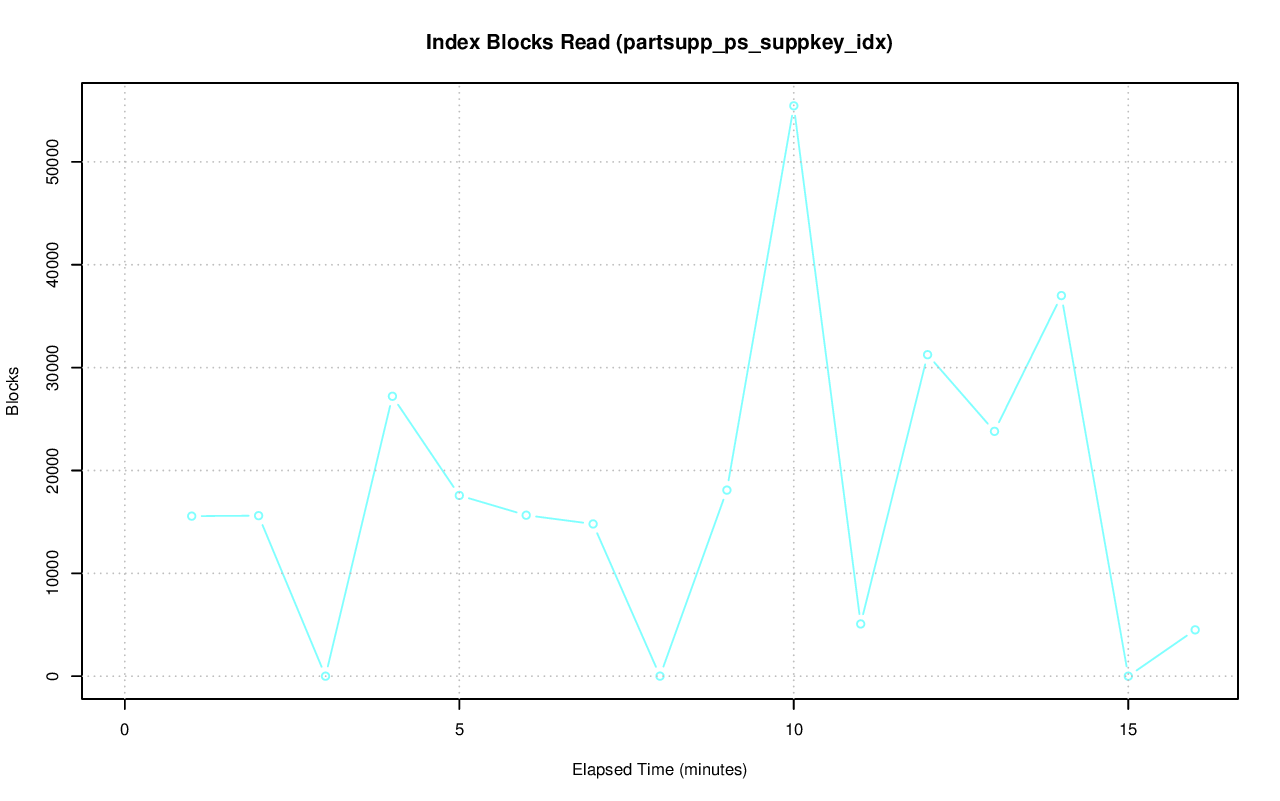 Index Blocks Read (partsupp_ps_suppkey_idx)
Blocks
50000
40000
30000
20000
10000
0
0 5 10 15
Elapsed Time (minutes)